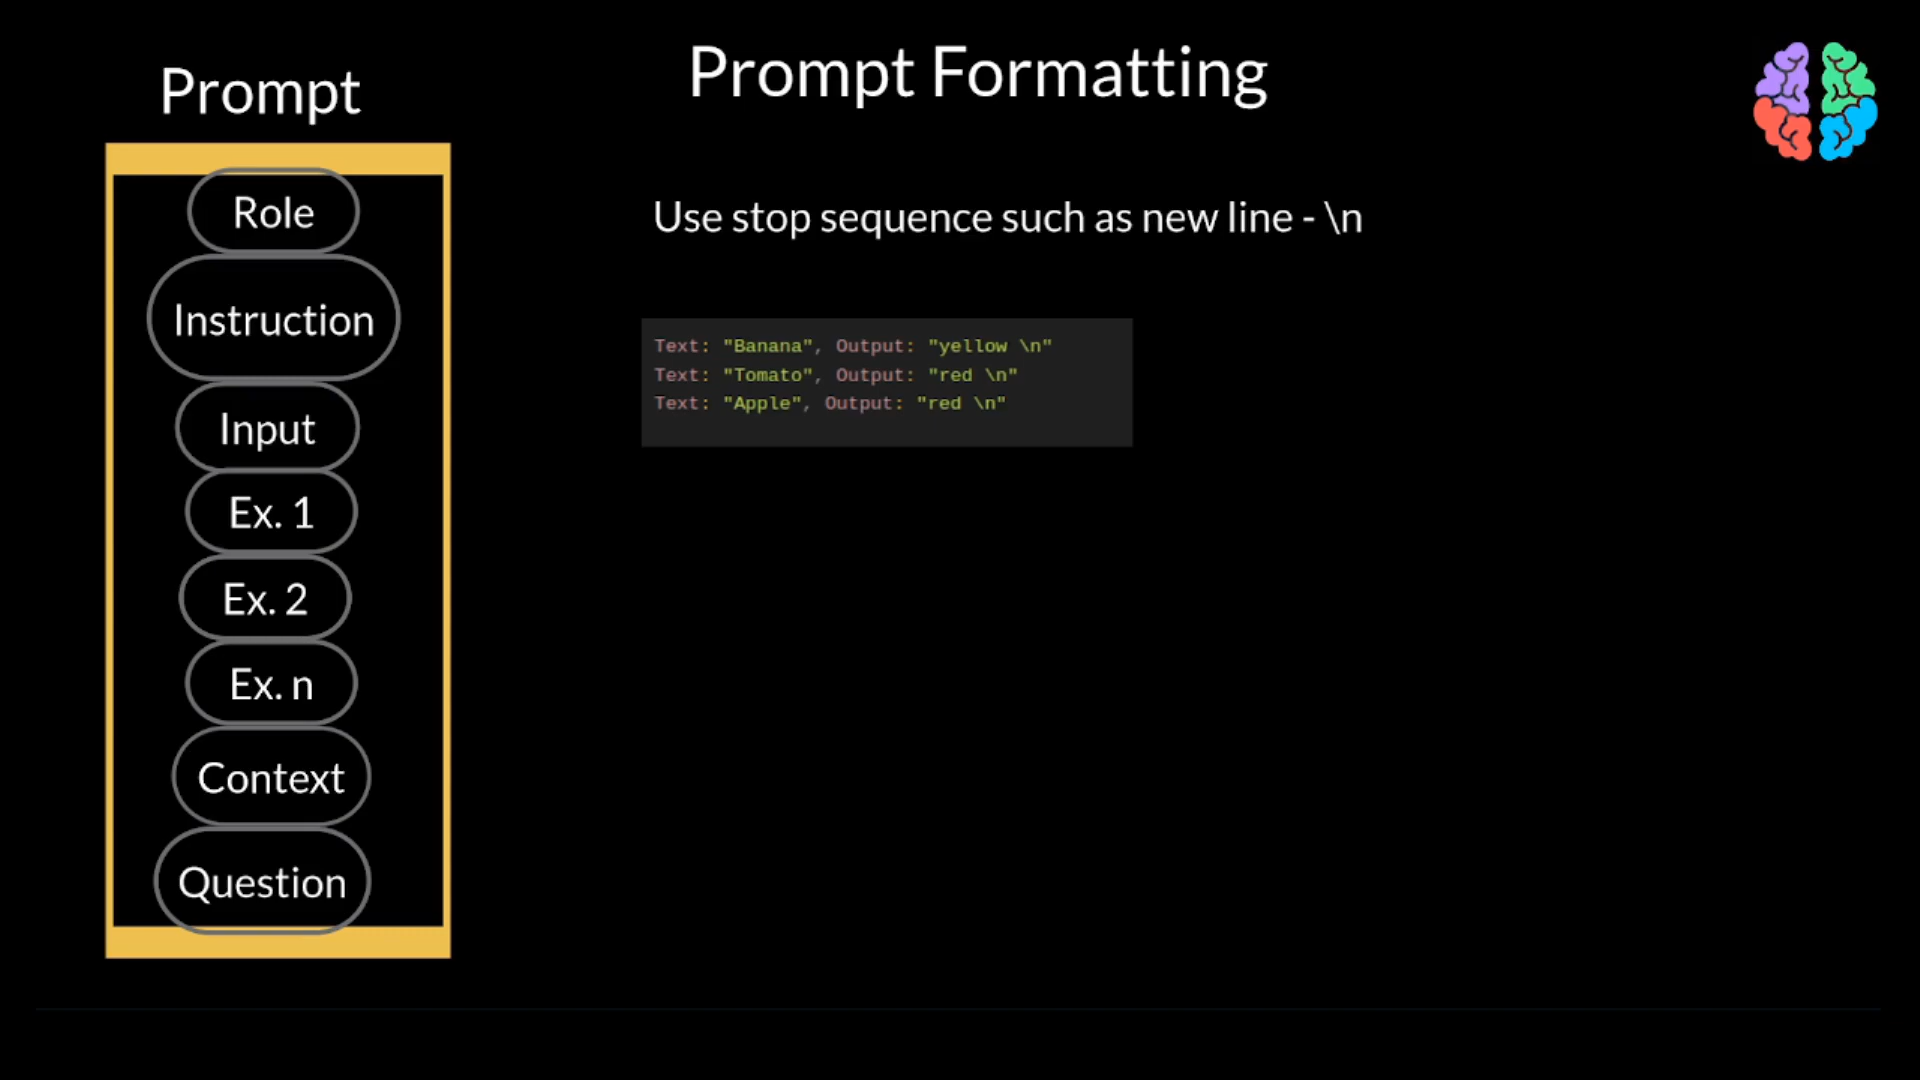 Prompt Formatting
Prompt
Role
Instruction
Input
Ex. 1
Ex. 2
Ex. n
Context
Question
Use stop sequence such as new line - \n
Text: "Banana", Output: "yellow \n"
Text: "Tomato", Output: "red \n"
Text: "Apple", Output: "red \n"